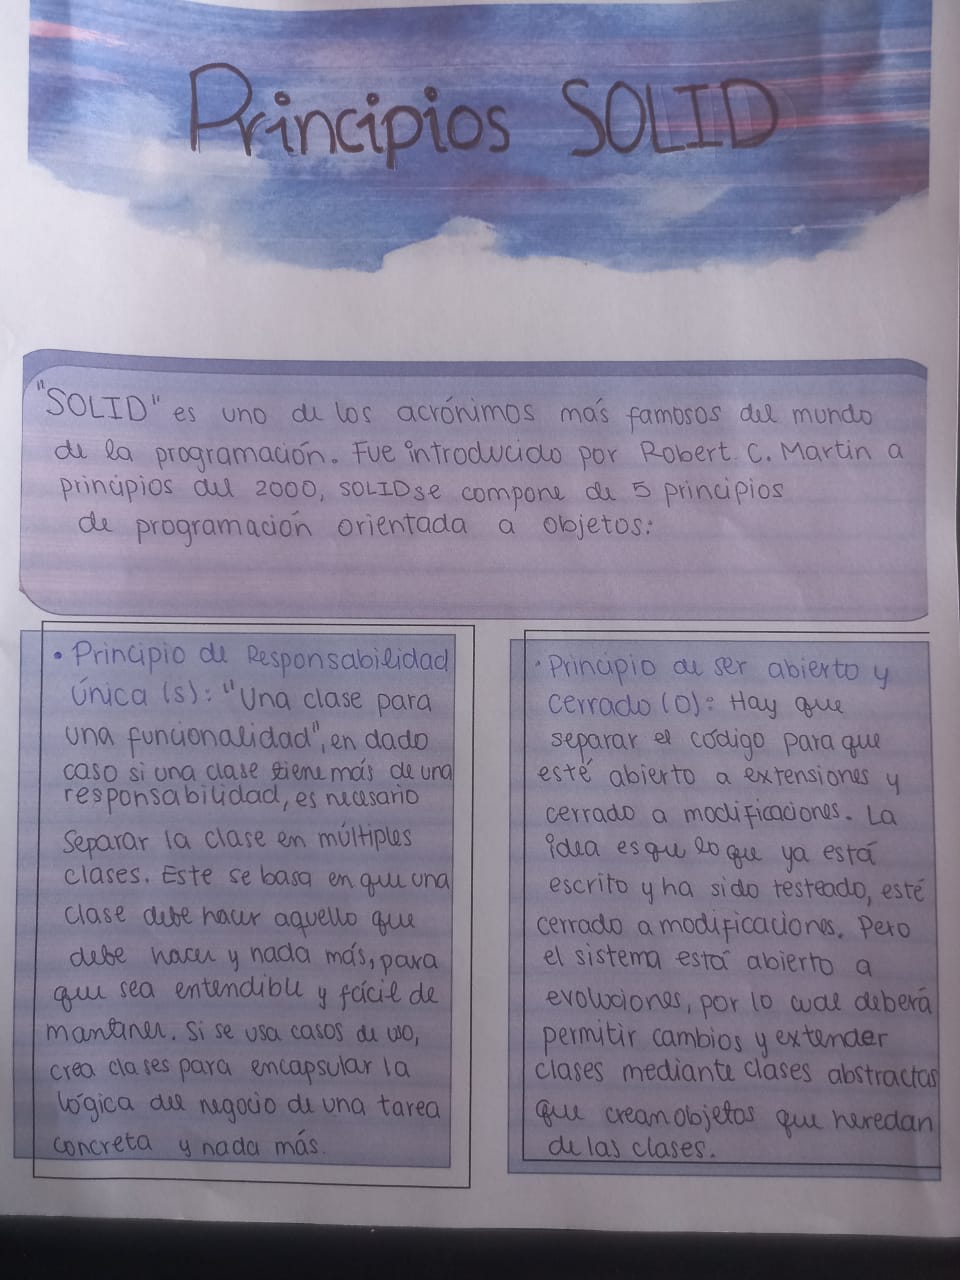 Principios SOLID
"SOLID" es uno de los acrónimos más famosos del mundo
de la programación. Fue introducido por Robert. C. Martin a
principios del 2000, SOLID se compone de 5 principios
de programación orientada a objetos:
• Principio de Responsabilidad
Única (s): "Una clase para
una funcionalidad", en dado
caso si una clase tiene más de una
responsabilidad, es necesario
separar la clase en múltiples
clases. Este se basa en que una
clase debe hacer aquello que
debe hacer y nada más, para
que sea entendible y fácil de
mantener. Si se usa casos de uso,
crea clases para encapsular la
lógica del negocio de una tarea
concreta y nada más.
• Principio de ser abierto y
cerrado (O): Hay que
separar el código para que
esté abierto a extensiones y
cerrado a modificaciones. La
idea es que lo que ya está
escrito y ha sido testeado, esté
cerrado a modificaciones. Pero
el sistema está abierto a
evoluciones, por lo cual deberá
permitir cambios y extender
clases mediante clases abstractas
que crean objetos que heredan
de las clases.